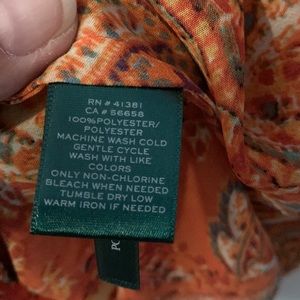 RN # 41381
CA # 56658
100%POLYESTER/
POLYESTER
MACHINE WASH COLD
GENTLE CYCLE
WASH WITH LIKE
COLORS
ONLY NON-CHLORINE
BLEACH WHEN NEEDED
TUMBLE DRY LOW
WARM IRON IF NEEDED